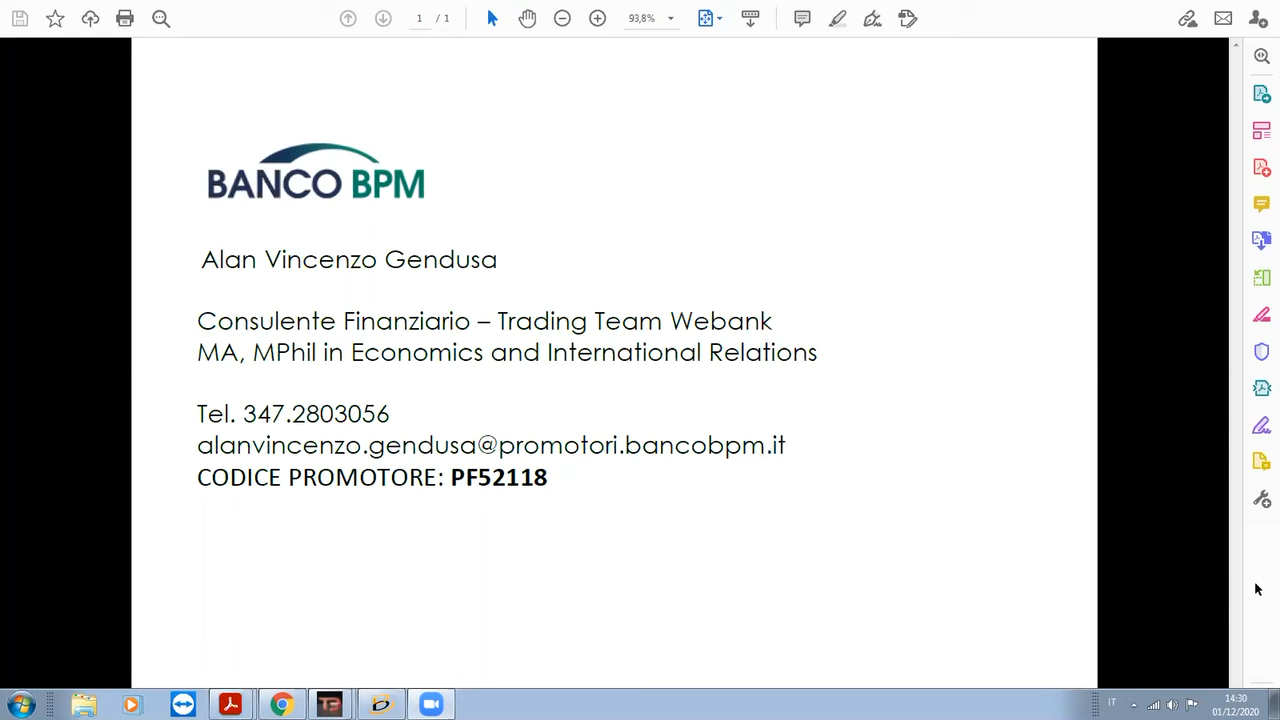 1 / 1
93,8%
BANCO BPM
Alan Vincenzo Gendusa
Consulente Finanziario – Trading Team Webank
MA, MPhil in Economics and International Relations
Tel. 347.2803056
alanvincenzo.gendusa@promotori.bancobpm.it
CODICE PROMOTORE: PF52118
IT
14:30
01/12/2020